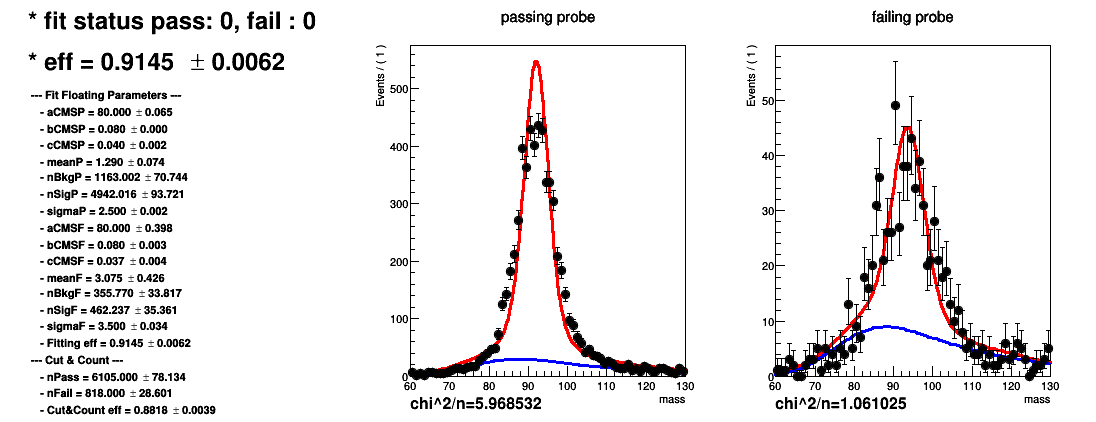 * fit status pass: 0, fail : 0
* eff = 0.9145 ± 0.0062
--- Fit Floating Parameters ---
- aCMSP = 80.000 ± 0.065
- bCMSP = 0.080 ± 0.000
- cCMSP = 0.040 ± 0.002
- meanP = 1.290 ± 0.074
- nBkgP = 1163.002 ± 70.744
- nSigP = 4942.016 ± 93.721
- sigmaP = 2.500 ± 0.002
- aCMSF = 80.000 ± 0.398
- bCMSF = 0.080 ± 0.003
- cCMSF = 0.037 ± 0.004
- meanF = 3.075 ± 0.426
- nBkgF = 355.770 ± 33.817
- nSigF = 462.237 ± 35.361
- sigmaF = 3.500 ± 0.034
- Fitting eff = 0.9145 ± 0.0062
--- Cut & Count ---
- nPass = 6105.000 ± 78.134
- nFail = 818.000 ± 28.601
- Cut&Count eff = 0.8818 ± 0.0039
passing probe
Events / ( 1 )
500
400
300
200
100
0
60 70 80 90 100 110 120 130
mass
chi^2/n=5.968532
failing probe
Events / ( 1 )
50
40
30
20
10
0
60 70 80 90 100 110 120 130
mass
chi^2/n=1.061025